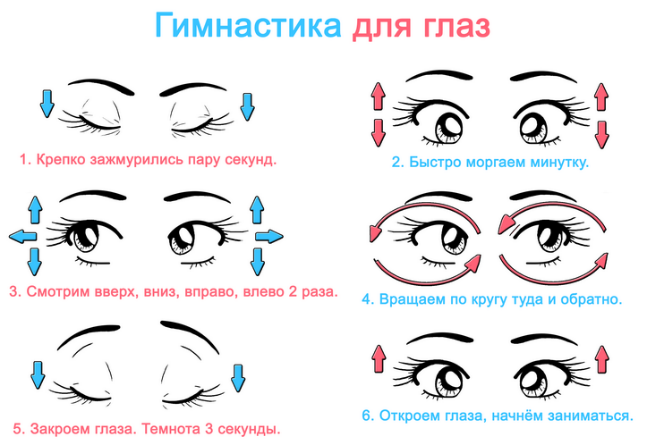 Гимнастика для глаз
1. Крепко зажмурились пару секунд.
2. Быстро моргаем минутку.
3. Смотрим вверх, вниз, вправо, влево 2 раза.
4. Вращаем по кругу туда и обратно.
5. Закроем глаза. Темнота 3 секунды.
6. Откроем глаза, начнём заниматься.